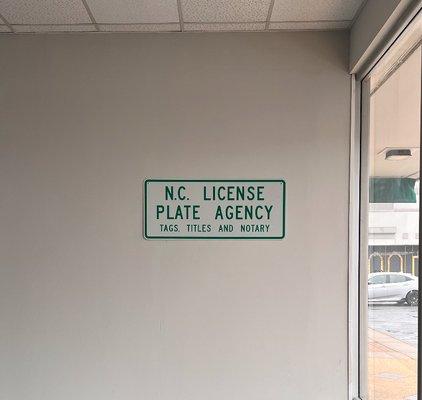 N.C. LICENSE
PLATE AGENCY
TAGS, TITLES AND NOTARY